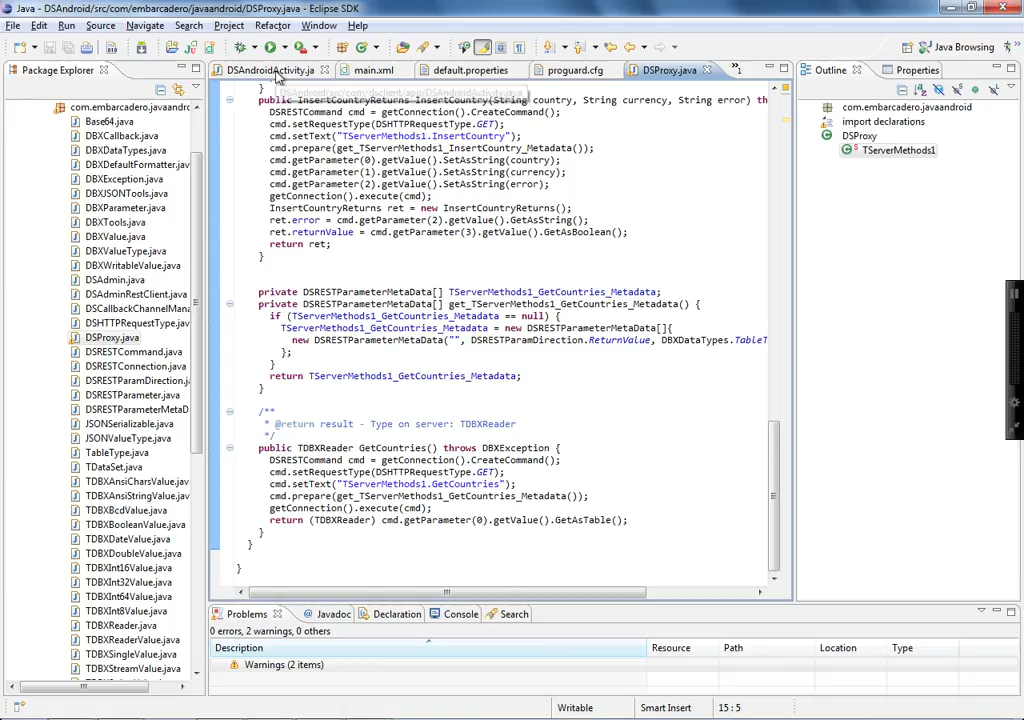 Java - DSAndroid/src/com/embarcadero/javaandroid/DSProxy.java - Eclipse SDK
File Edit Run Source Navigate Search Project Refactor Window Help
Java Browsing
Package Explorer
DSAndroidActivity.ja
main.xml
default.properties
proguard.cfg
DSProxy.java
1
Outline
Properties
com.embarcadero.javaandrc
Base64.java
DBXCallback.java
DBXDataTypes.java
DBXDefaultFormatter.jav
DBXException.java
DBXJSONTools.java
DBXParameter.java
DBXTools.java
DBXValue.java
DBXValueType.java
DBXWritableValue.java
DSAdmin.java
DSAdminRestClient.java
DSCallbackChannelMana
DSHTTPRequestType.jav
DSProxy.java
DSRESTCommand.java
DSRESTConnection.java
DSRESTParamDirection.j
DSRESTParameter.java
DSRESTParameterMetaD
JSONSerializable.java
JSONValueType.java
TableType.java
TDataSet.java
TDBXAnsiCharsValue.java
TDBXAnsiStringValue.java
TDBXBcdValue.java
TDBXBooleanValue.java
TDBXDateValue.java
TDBXDoubleValue.java
TDBXInt16Value.java
TDBXInt32Value.java
TDBXInt64Value.java
TDBXInt8Value.java
TDBXReader.java
TDBXReaderValue.java
TDBXSingleValue.java
TDBXStreamValue.java
}
DSAndroid/src/com/dsclient/app/DSAndroidActivity.java
public InsertCountryReturns InsertCountry(String country, String currency, String error) th
DSRESTCommand cmd = getConnection().CreateCommand();
cmd.setRequestType(DSHTTPRequestType.GET);
cmd.setText("TServerMethods1.InsertCountry");
cmd.prepare(get_TServerMethods1_InsertCountry_Metadata());
cmd.getParameter(0).getValue().SetAsString(country);
cmd.getParameter(1).getValue().SetAsString(currency);
cmd.getParameter(2).getValue().SetAsString(error);
getConnection().execute(cmd);
InsertCountryReturns ret = new InsertCountryReturns();
ret.error = cmd.getParameter(2).getValue().GetAsString();
ret.returnValue = cmd.getParameter(3).getValue().GetAsBoolean();
return ret;
}
private DSRESTParameterMetaData[] TServerMethods1_GetCountries_Metadata;
private DSRESTParameterMetaData[] get_TServerMethods1_GetCountries_Metadata() {
if (TServerMethods1_GetCountries_Metadata == null) {
TServerMethods1_GetCountries_Metadata = new DSRESTParameterMetaData[]{
new DSRESTParameterMetaData("", DSRESTParamDirection.ReturnValue, DBXDataTypes.TableT
};
}
return TServerMethods1_GetCountries_Metadata;
}
/**
* @return result - Type on server: TDBXReader
*/
public TDBXReader GetCountries() throws DBXException {
DSRESTCommand cmd = getConnection().CreateCommand();
cmd.setRequestType(DSHTTPRequestType.GET);
cmd.setText("TServerMethods1.GetCountries");
cmd.prepare(get_TServerMethods1_GetCountries_Metadata());
getConnection().execute(cmd);
return (TDBXReader) cmd.getParameter(0).getValue().GetAsTable();
}
}
}
com.embarcadero.javaandroid
import declarations
DSProxy
TServerMethods1
Problems Javadoc Declaration Console Search
0 errors, 2 warnings, 0 others
Description Resource Path Location Type
Warnings (2 items)
Writable Smart Insert 15 : 5